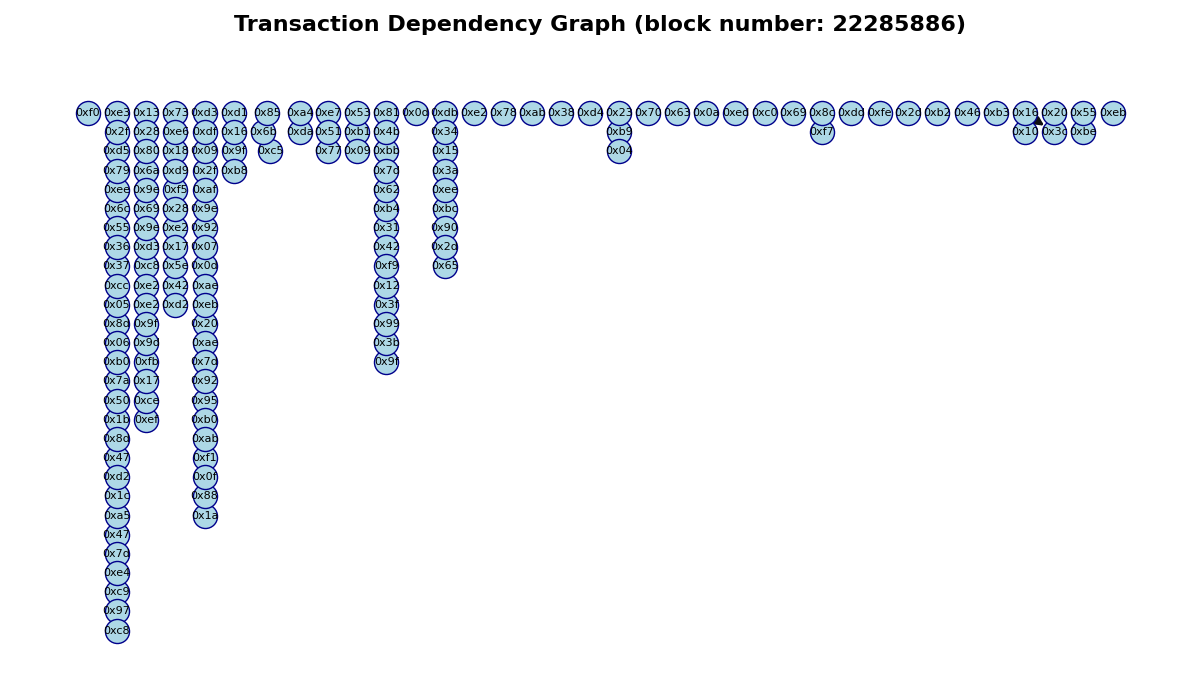 Transaction Dependency Graph (block number: 22285886)
0xf0 0xe3 0x13 0x73 0xd3 0xd1 0x85 0xa4 0xe7 0x53 0x81 0x0d 0xdb 0xe2 0x78 0xab 0x38 0xd4 0x23 0x70 0x63 0x0a 0xec 0xc0 0x69 0x8c 0xdc 0xfe 0x2d 0xb2 0x46 0xb3 0x16 0x20 0x55 0xeb
0x2f 0x28 0xe6 0xdf 0x16 0x6b 0xda 0x51 0xb1 0x4b 0x34 0xb9 0xf7 0x10 0x3c 0xbe
0xd5 0x80 0x18 0x09 0x9f 0xc5 0x77 0x09 0xbb 0x15 0x04
0x79 0x6a 0xd9 0x2f 0xb8 0x7d 0x3a
0xee 0x9e 0xf5 0xaf 0x62 0xee
0x6c 0x69 0x28 0x9e 0xb4 0xbc
0x55 0x9e 0xe2 0x92 0x31 0x90
0x36 0xd3 0x17 0x07 0x42 0x2d
0x37 0xc8 0x5e 0x0d 0xf9 0x65
0xcc 0xe2 0x42 0xae 0x12
0x05 0xe2 0xd2 0xeb 0x3f
0x8d 0x9f 0x20 0x99
0x06 0x9d 0xae 0x3b
0xb0 0xfb 0x7d 0x9f
0x7a 0x17 0x92
0x50 0xce 0x95
0x1b 0xef 0xb0
0x8d 0xab
0x47 0xf1
0xd2 0x0f
0x1c 0x88
0xa5 0x1a
0x47
0x7d
0xe4
0xc9
0x97
0xc8